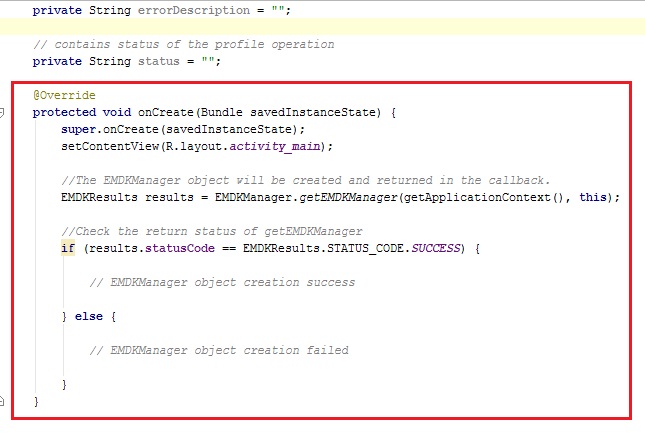 private String errorDescription = "";
// contains status of the profile operation
private String status = "";
@Override
protected void onCreate(Bundle savedInstanceState) {
super.onCreate(savedInstanceState);
setContentView(R.layout.activity_main);
//The EMDKManager object will be created and returned in the callback.
EMDKResults results = EMDKManager.getEMDKManager(getApplicationContext(), this);
//Check the return status of getEMDKManager
if (results.statusCode == EMDKResults.STATUS_CODE.SUCCESS) {
// EMDKManager object creation success
} else {
// EMDKManager object creation failed
}
}